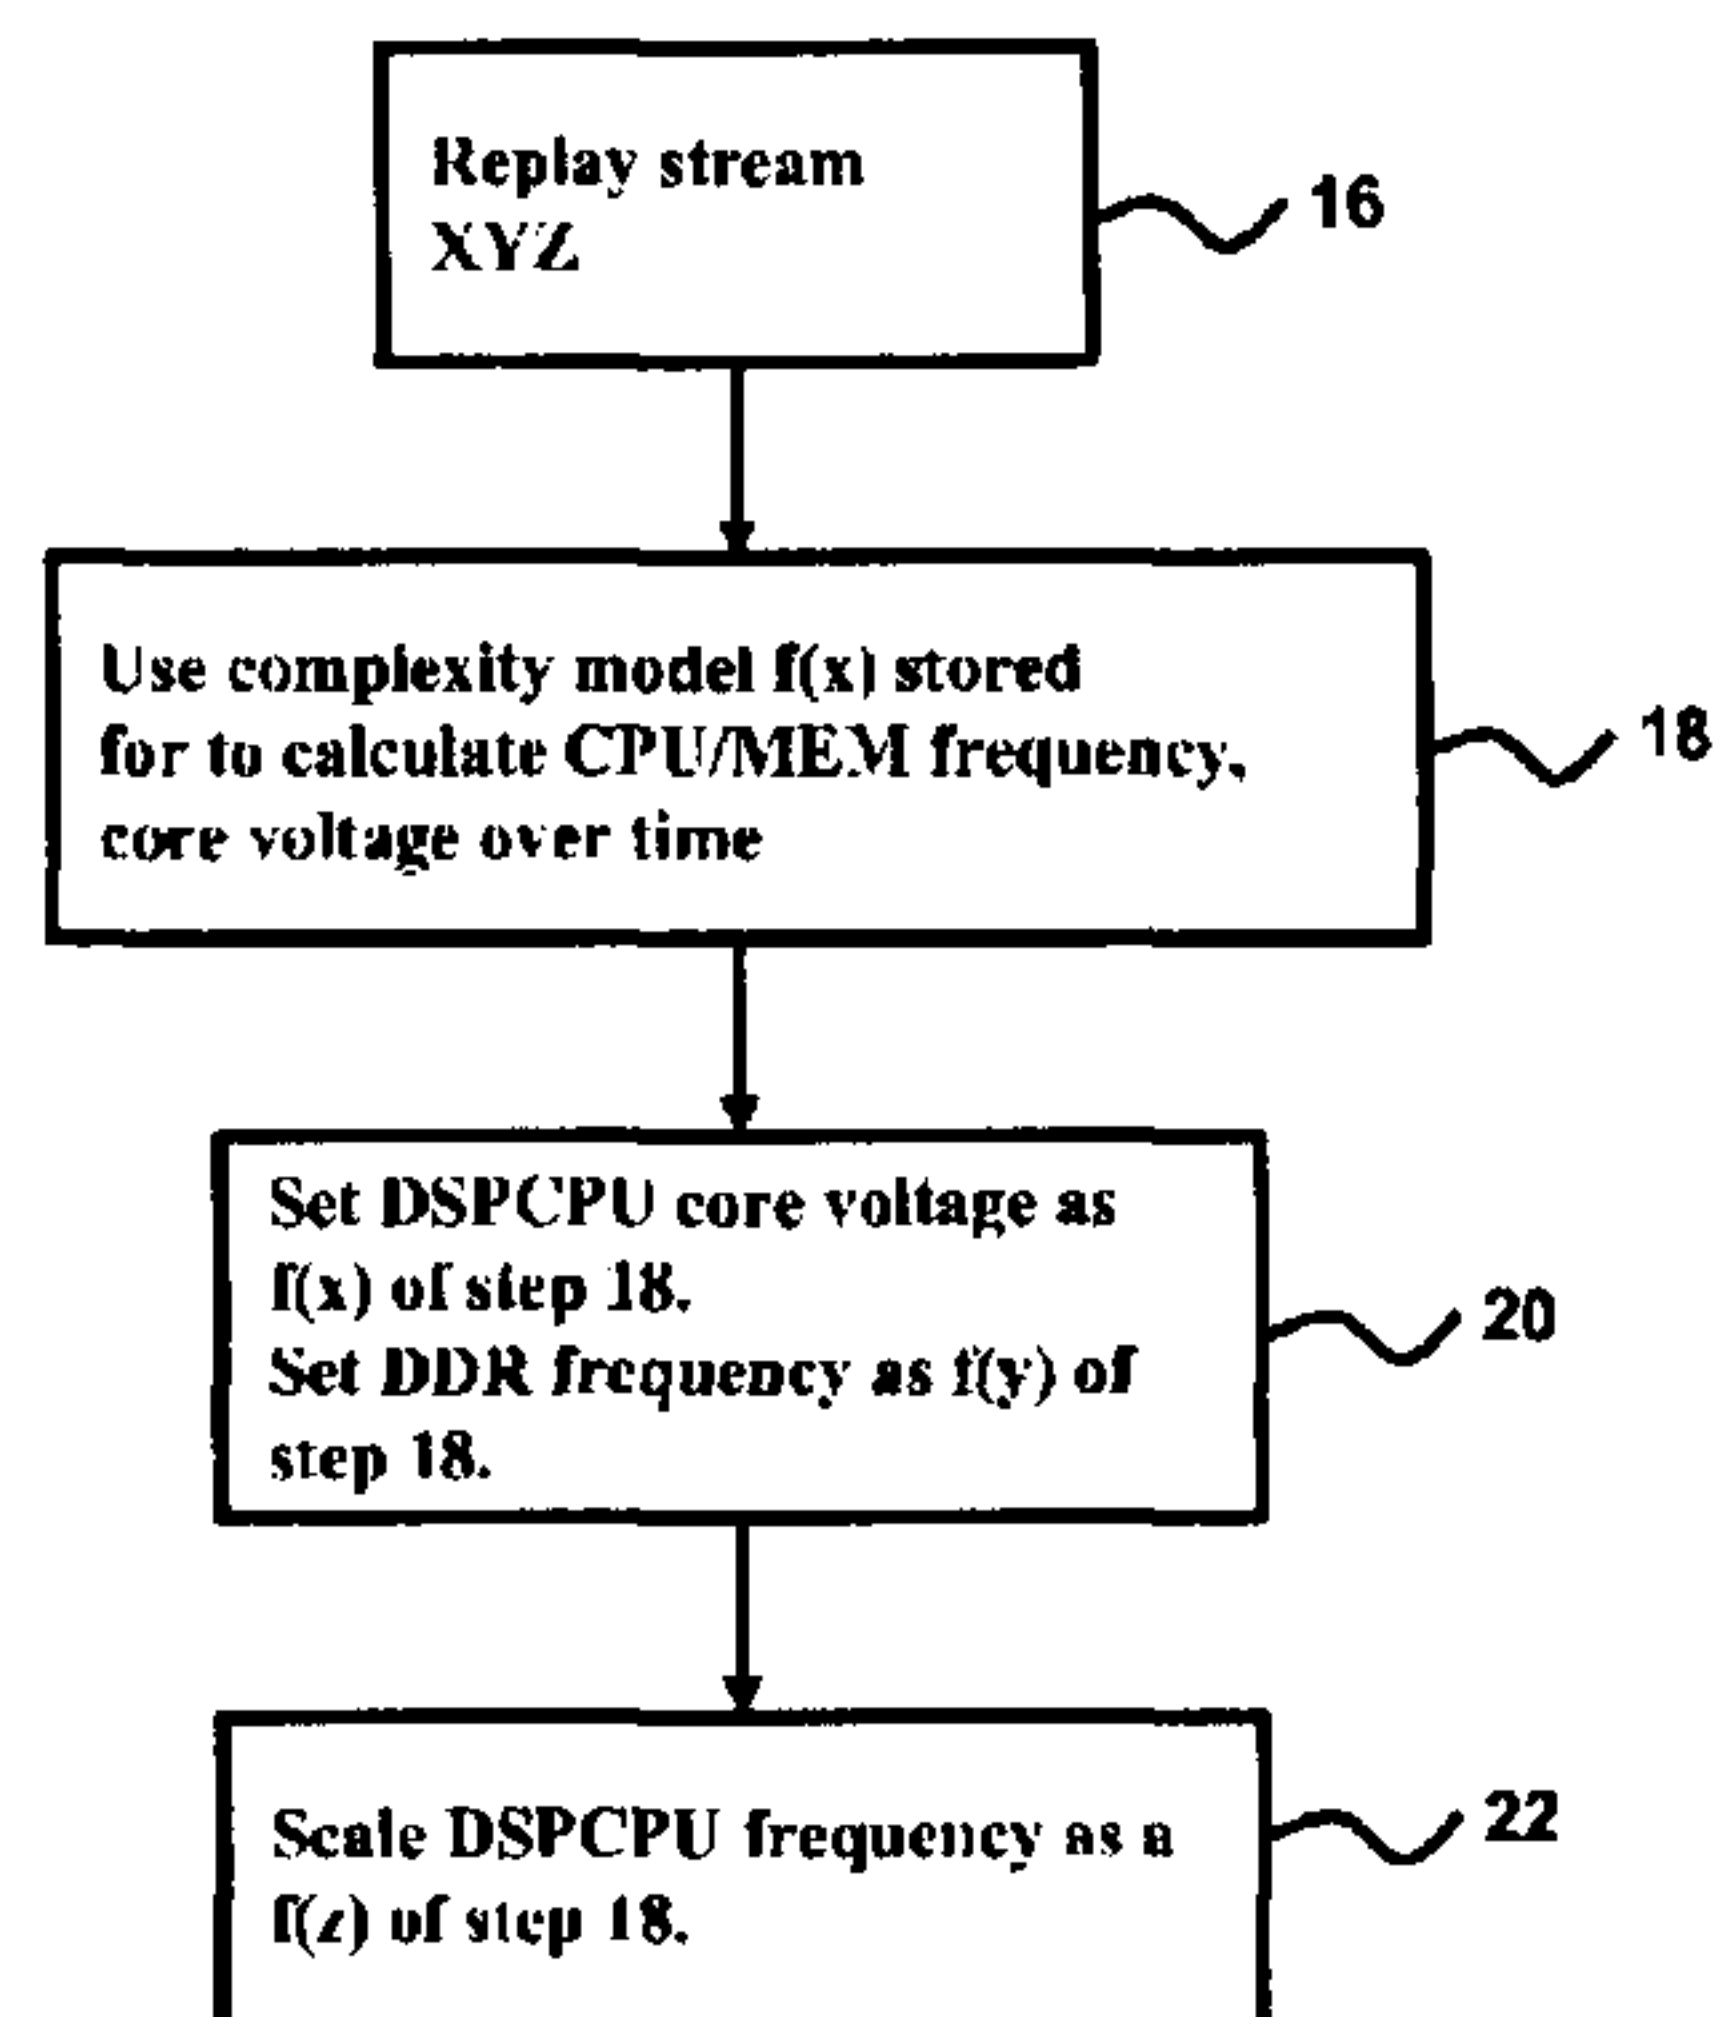 Replay stream
XYZ
16
Use complexity model f(x) stored
for to calculate CPU/MEM frequency,
core voltage over time
18
Set DSPCPU core voltage as
f(x) of step 18.
Set DDR frequency as f(y) of
step 18.
20
Scale DSPCPU frequency as a
f(z) of step 18.
22